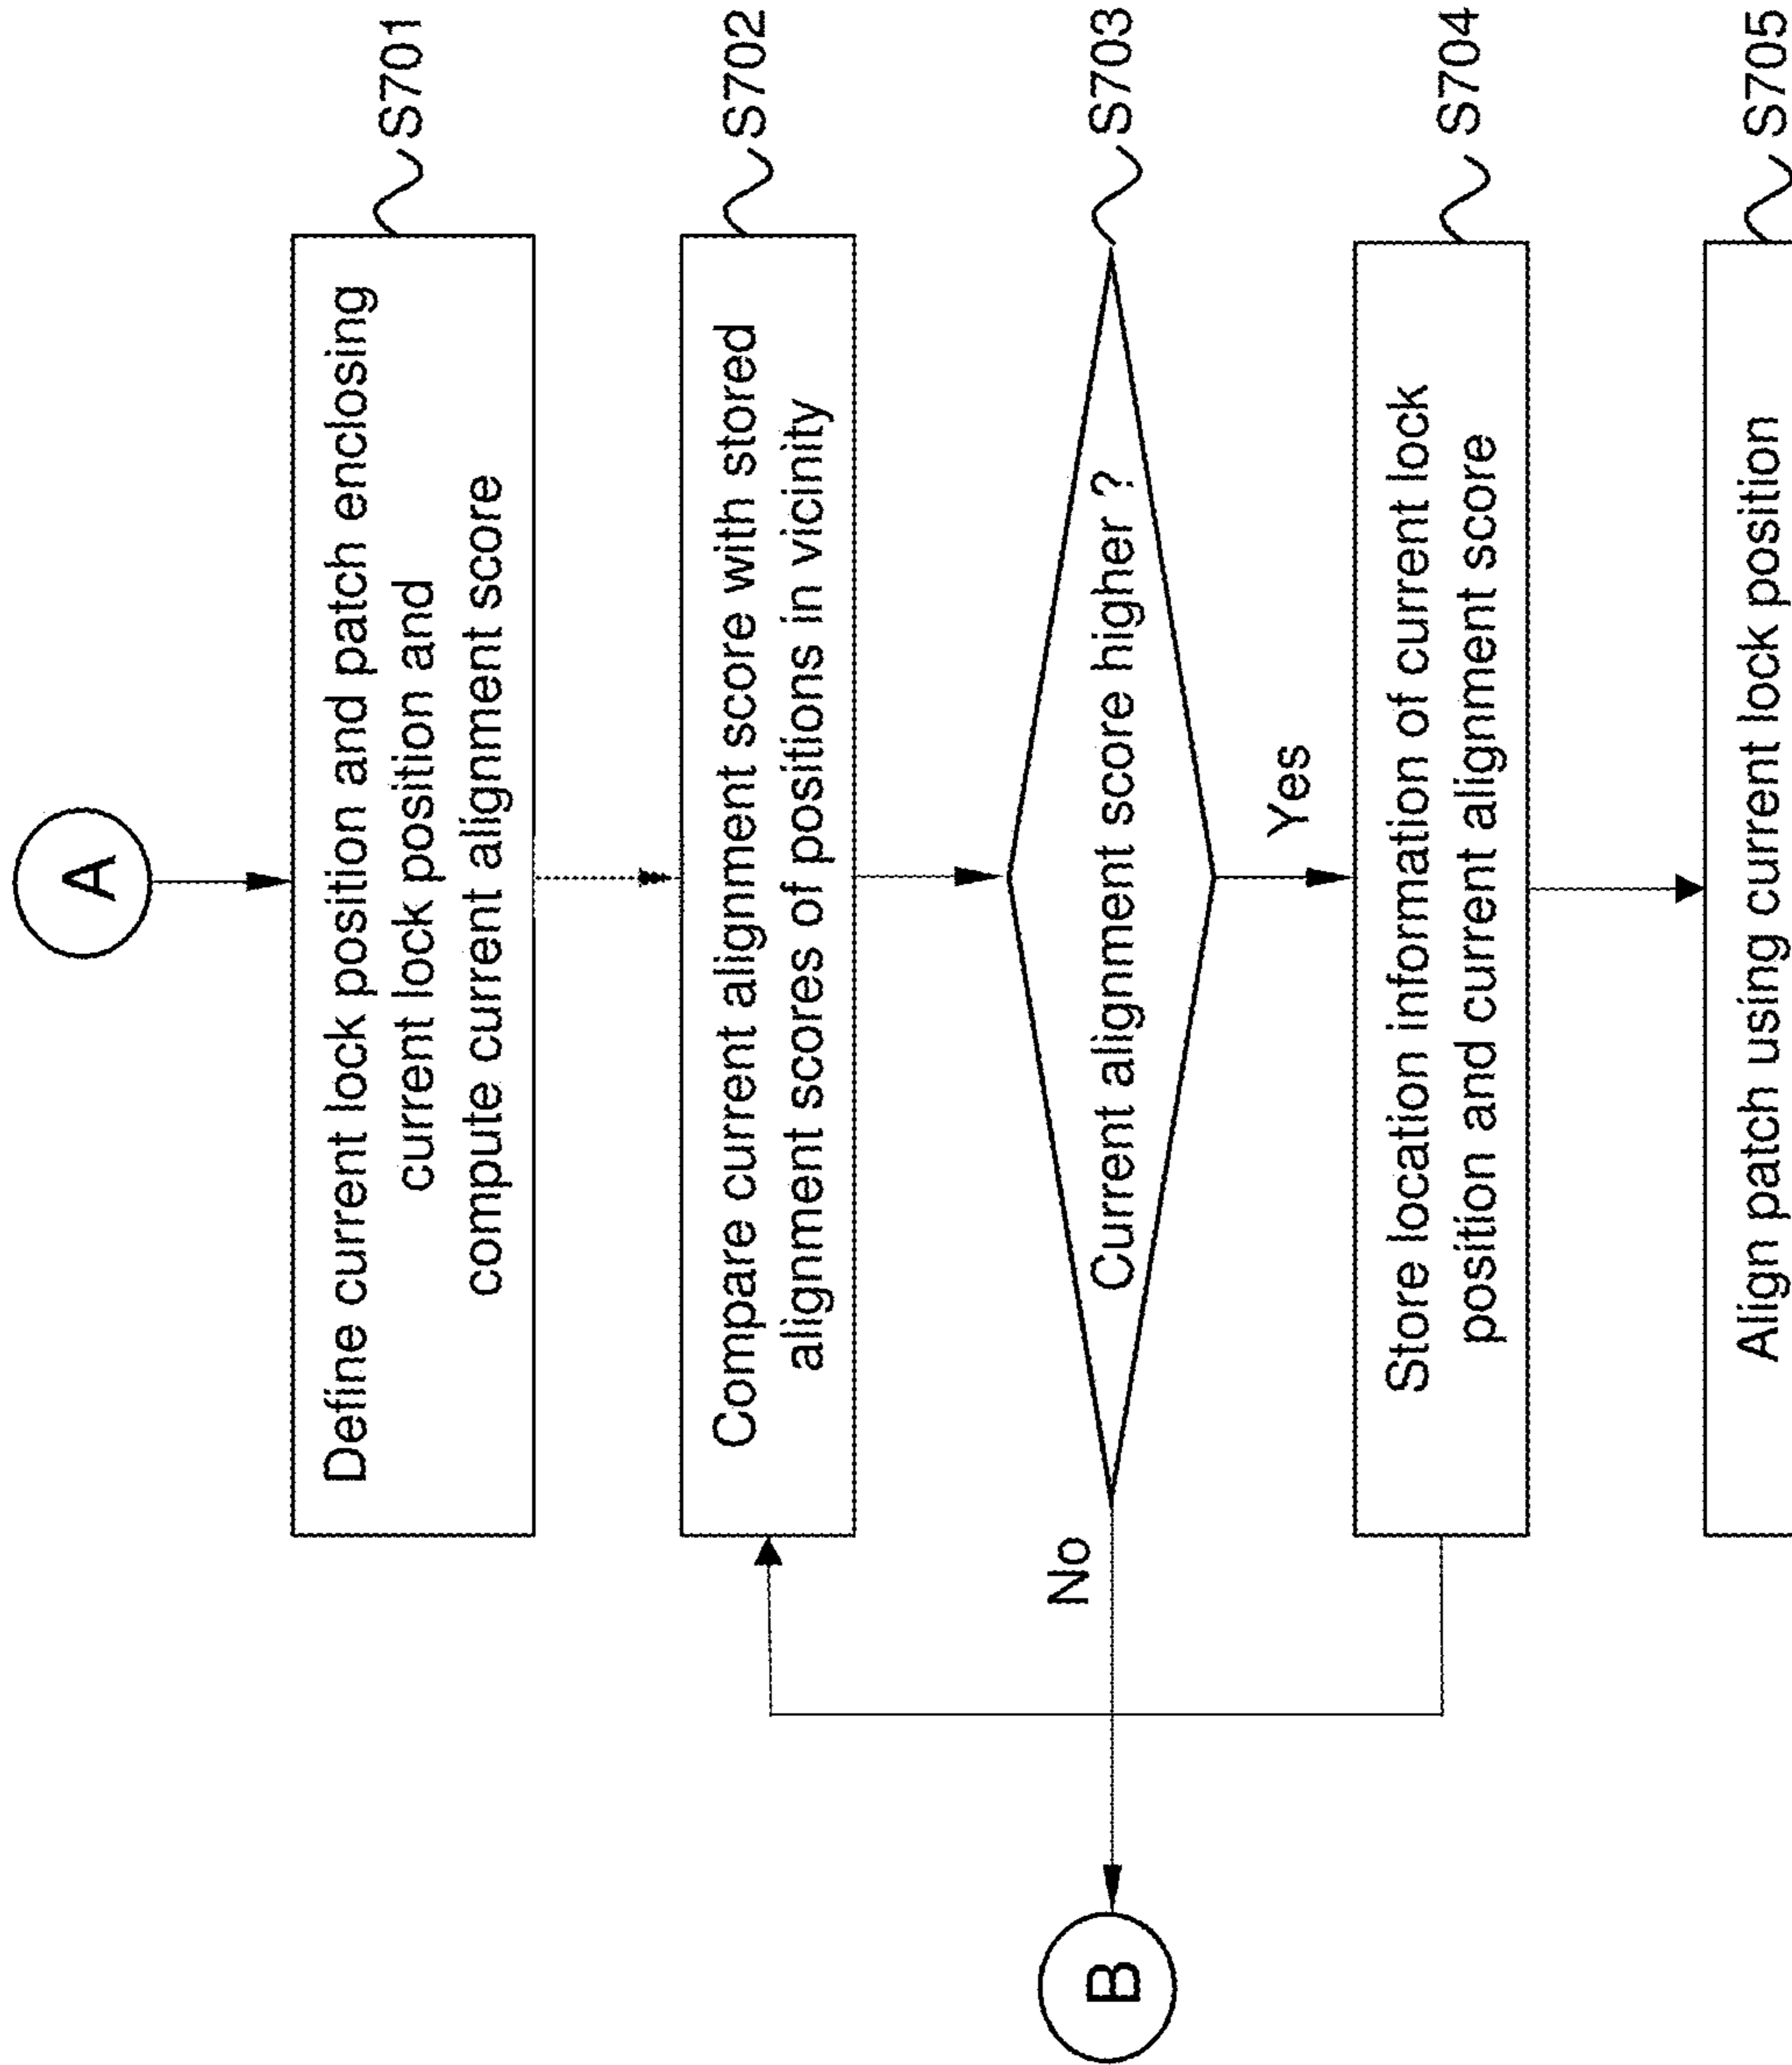 A
Define current lock position and patch enclosing
current lock position and
compute current alignment score
S701
Compare current alignment score with stored
alignment scores of positions in vicinity
S702
Current alignment score higher ?
S703
No
B
Yes
Store location information of current lock
position and current alignment score
S704
Align patch using current lock position
S705